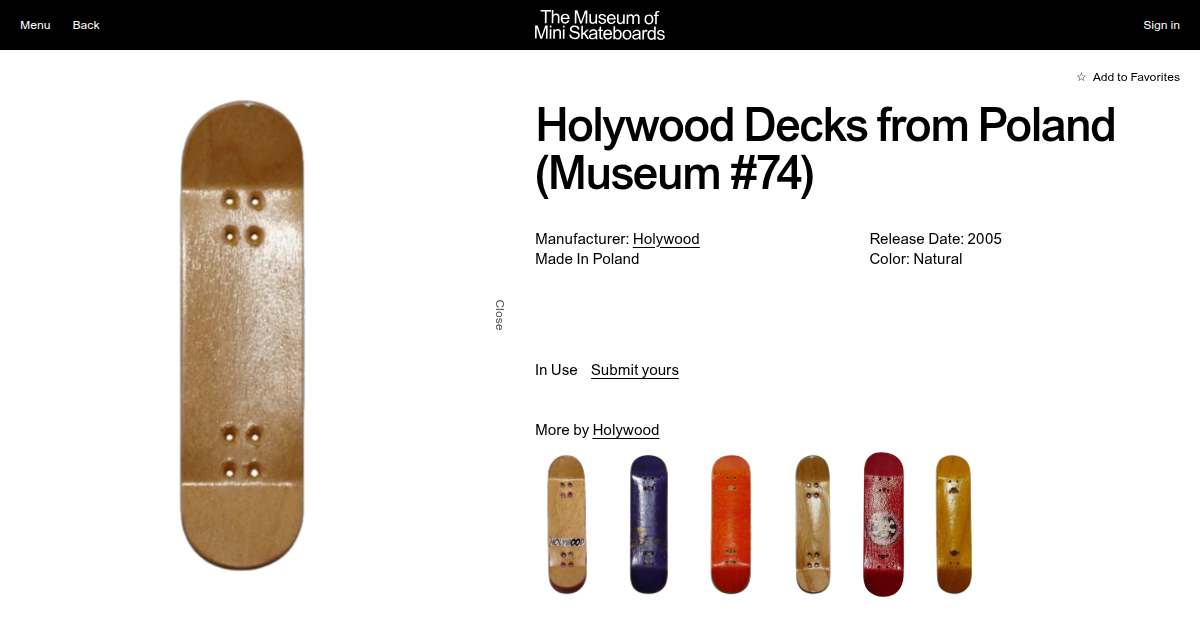 Menu
Back
The Museum of
Mini Skateboards
Sign in
☆ Add to Favorites
Holywood Decks from Poland
(Museum #74)
Manufacturer: Holywood
Made In Poland
Release Date: 2005
Color: Natural
Close
In Use
Submit yours
More by Holywood
HOLYWOOD